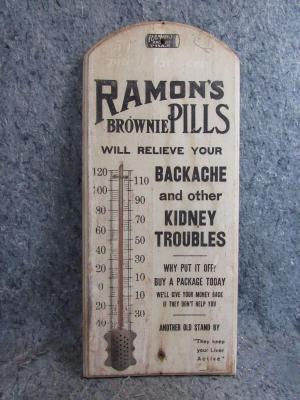 RAMON'S
BROWNIE PILLS
WILL RELIEVE YOUR
BACKACHE
and other
KIDNEY
TROUBLES
WHY PUT IT OFF?
BUY A PACKAGE TODAY
WE'LL GIVE YOUR MONEY BACK
IF THEY DON'T HELP YOU
ANOTHER OLD STAND BY
"They keep
your Liver
Active"
120
110
100
90
80
70
60
50
40
30
20
10
0
10
20
30
40